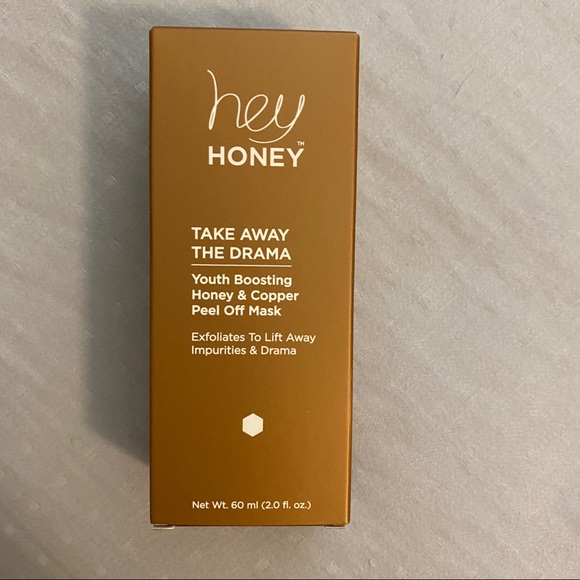 hey
HONEY™
TAKE AWAY
THE DRAMA
Youth Boosting
Honey & Copper
Peel Off Mask
Exfoliates To Lift Away
Impurities & Drama
Net Wt. 60 ml (2.0 fl. oz.)